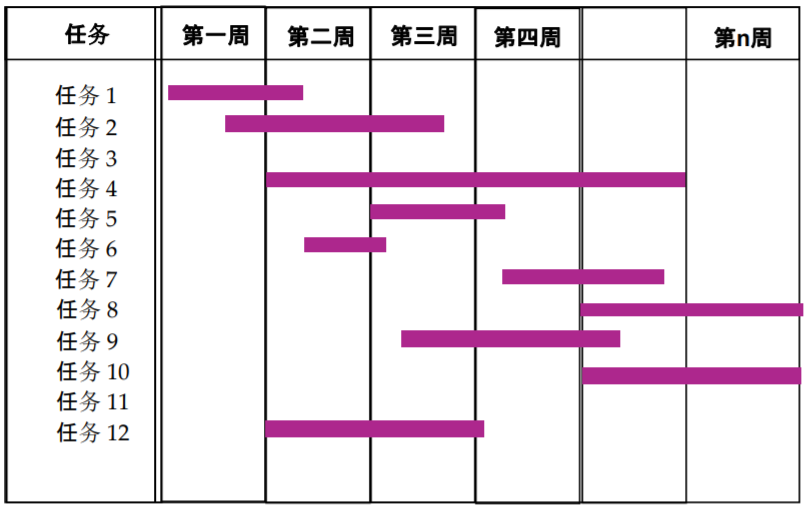 任务 第一周 第二周 第三周 第四周 第n周
任务 1
任务 2
任务 3
任务 4
任务 5
任务 6
任务 7
任务 8
任务 9
任务 10
任务 11
任务 12